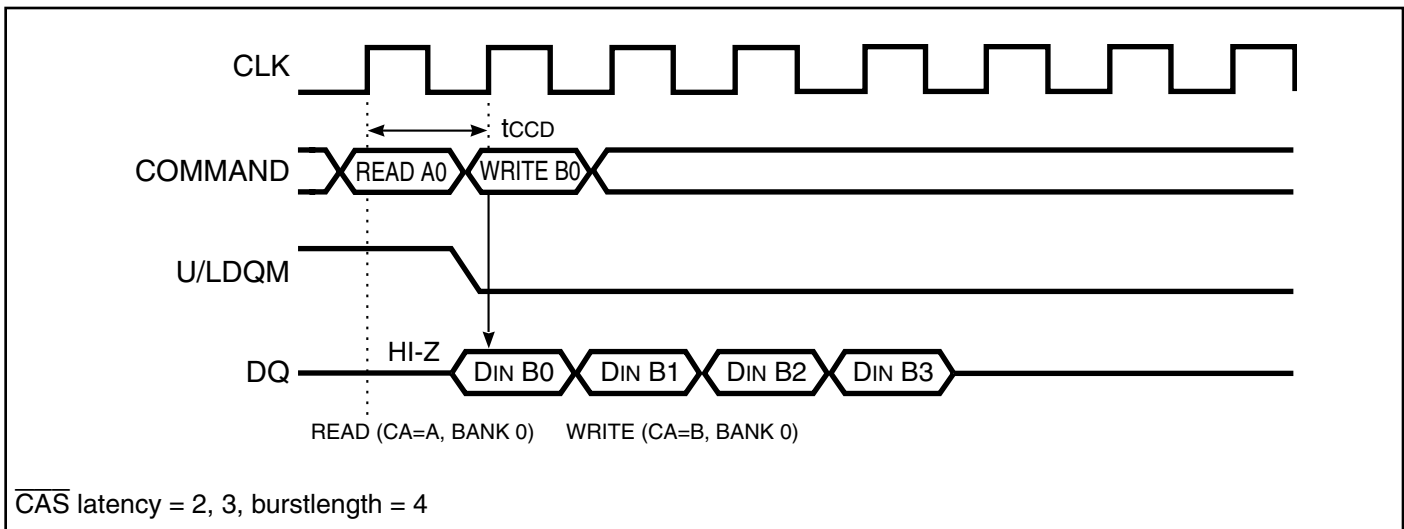 CLK
tCCD
COMMAND READ A0 WRITE B0
U/LDQM
HI-Z
DQ DIN B0 DIN B1 DIN B2 DIN B3
READ (CA=A, BANK 0) WRITE (CA=B, BANK 0)
CAS latency = 2, 3, burstlength = 4